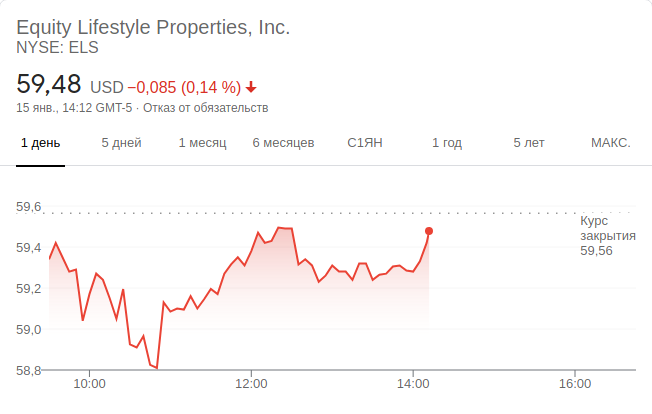 Equity Lifestyle Properties, Inc.
NYSE: ELS
59,48 USD −0,085 (0,14 %)
15 янв., 14:12 GMT-5 · Отказ от обязательств
1 день 5 дней 1 месяц 6 месяцев С1ЯН 1 год 5 лет МАКС.
59,6
Курс
закрытия
59,56
59,4
59,2
59,0
58,8
10:00 12:00 14:00 16:00